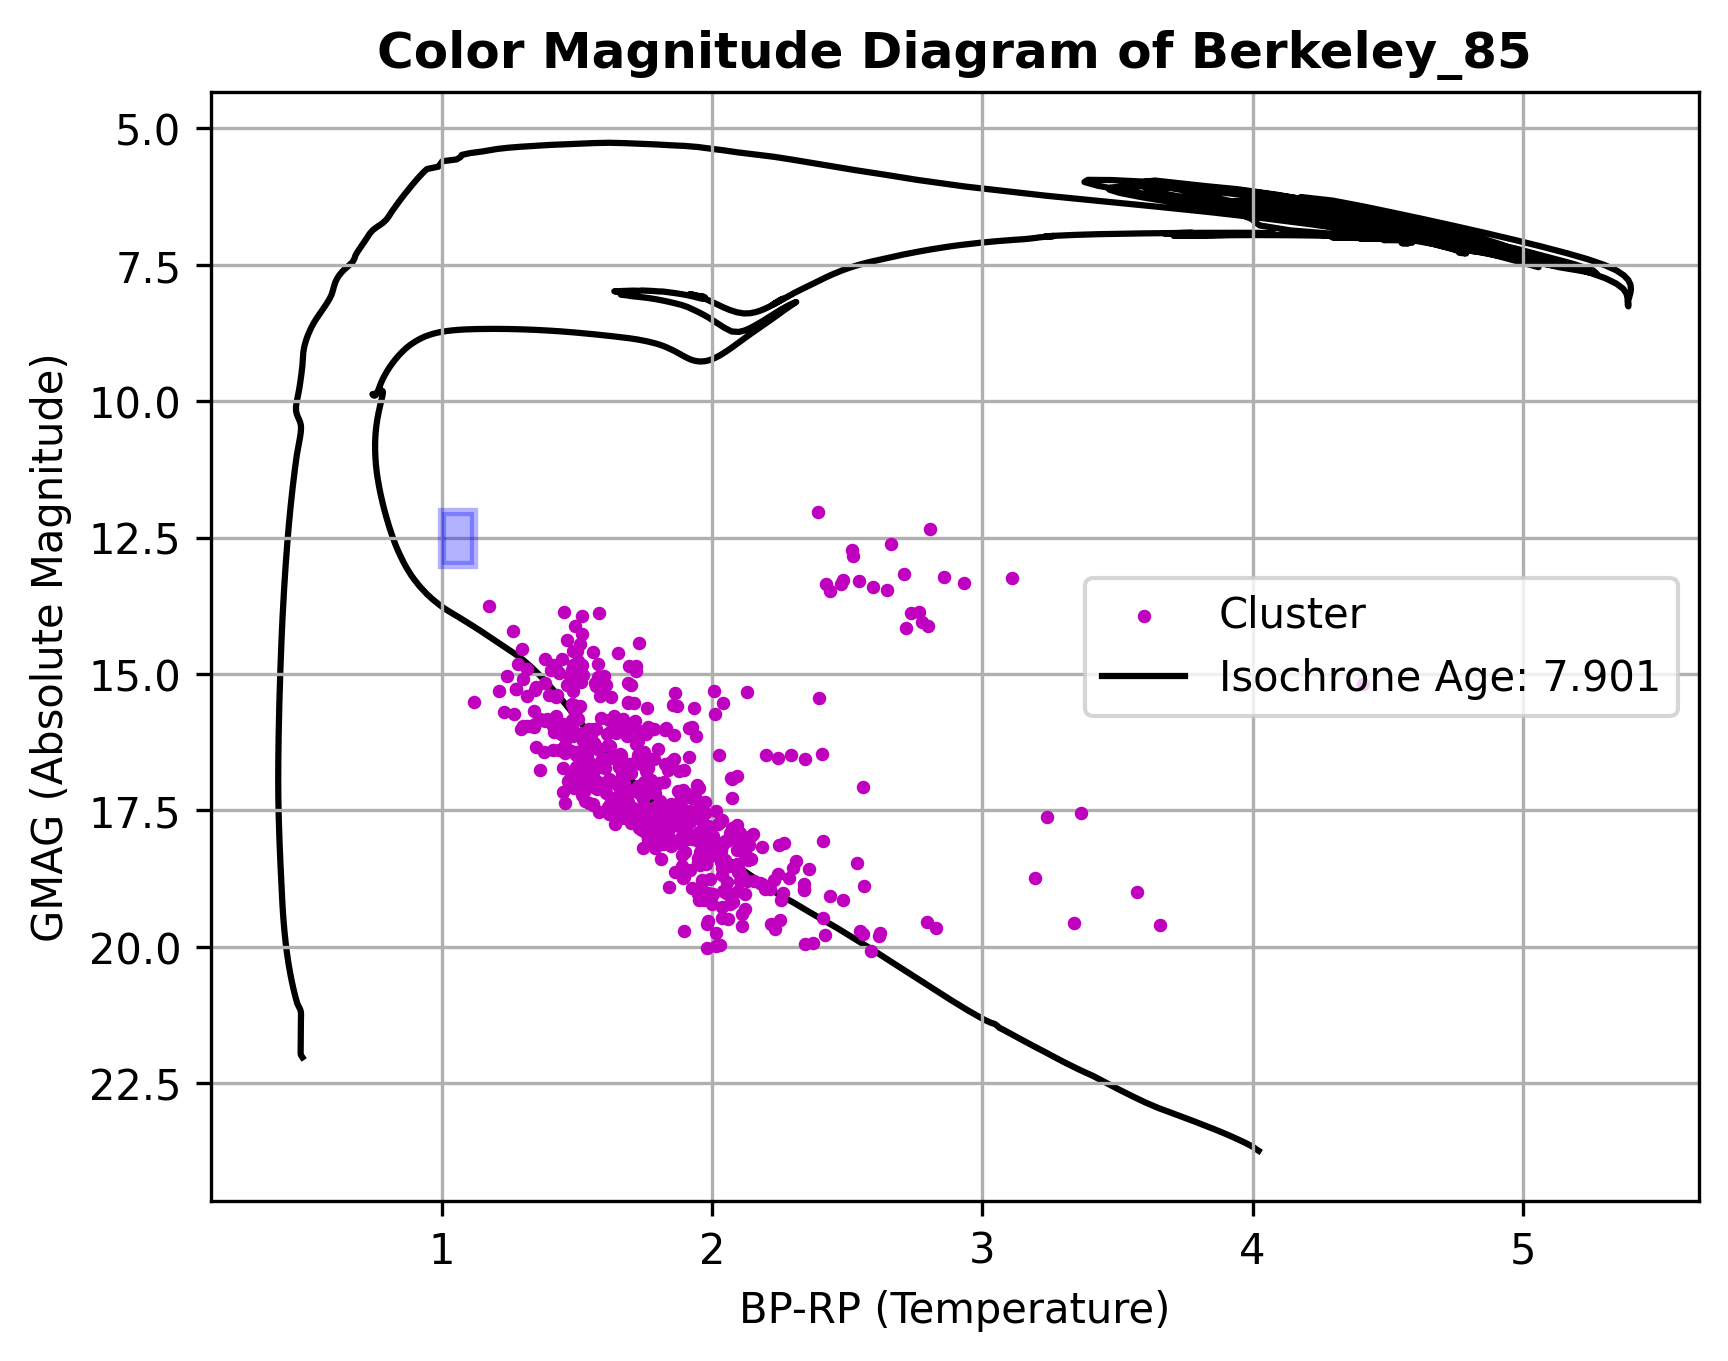 Color Magnitude Diagram of Berkeley_85
5.0
7.5
10.0
12.5
15.0
17.5
20.0
22.5
GMAG (Absolute Magnitude)
Cluster
Isochrone Age: 7.901
1 2 3 4 5
BP-RP (Temperature)